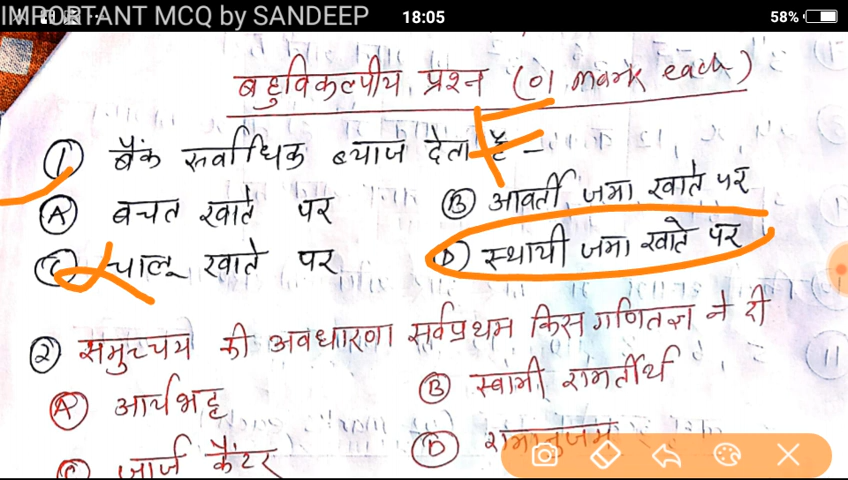 IMPORTANT MCQ by SANDEEP 18:05 58%
बहुविकल्पीय प्रश्न (01 mark each)
① बैंक सर्वाधिक ब्याज देता है –
Ⓐ बचत खाते पर Ⓑ आवर्ती जमा खाते पर
Ⓒ चालू खाते पर Ⓓ स्थायी जमा खाते पर
② समुच्चय की अवधारणा सर्वप्रथम किस गणितज्ञ ने दी
Ⓐ आर्यभट्ट Ⓑ स्वामी रामतीर्थ
Ⓒ जार्ज कैंटर Ⓓ रामानुजम